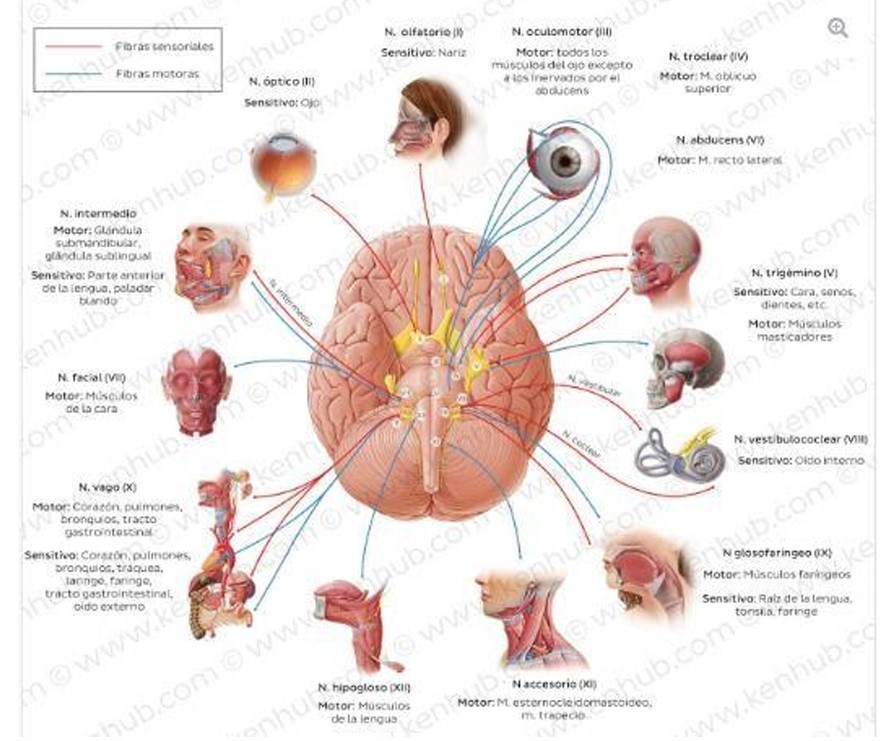 Fibras sensoriales
Fibras motoras
N. olfatorio (I)
Sensitivo: Nariz
N. oculomotor (III)
Motor: todos los
músculos del ojo excepto
a los inervados por el
abducens
N. troclear (IV)
Motor: M. oblicuo
superior
N. óptico (II)
Sensitivo: Ojo
N. abducens (VI)
Motor: M. recto lateral
N. intermedio
Motor: Glándula
submandibular,
glándula sublingual
Sensitivo: Parte anterior
de la lengua, paladar
blando
N. intermedio
N. trigémino (V)
Sensitivo: Cara, senos,
dientes, etc.
Motor: Músculos
masticadores
N. facial (VII)
Motor: Músculos
de la cara
N. vestibular
N. coclear
N. vestibulococlear (VIII)
Sensitivo: Oído interno
N. vago (X)
Motor: Corazón, pulmones,
bronquios, tracto
gastrointestinal
Sensitivo: Corazón, pulmones,
bronquios, tráquea,
laringe, faringe,
tracto gastrointestinal,
oído externo
N glosofaríngeo (IX)
Motor: Músculos faríngeos
Sensitivo: Raíz de la lengua,
tonsila, faringe
N. hipogloso (XII)
Motor: Músculos
de la lengua
N accesorio (XI)
Motor: M. esternocleidomastoideo,
m. trapecio
© www.kenhub.com